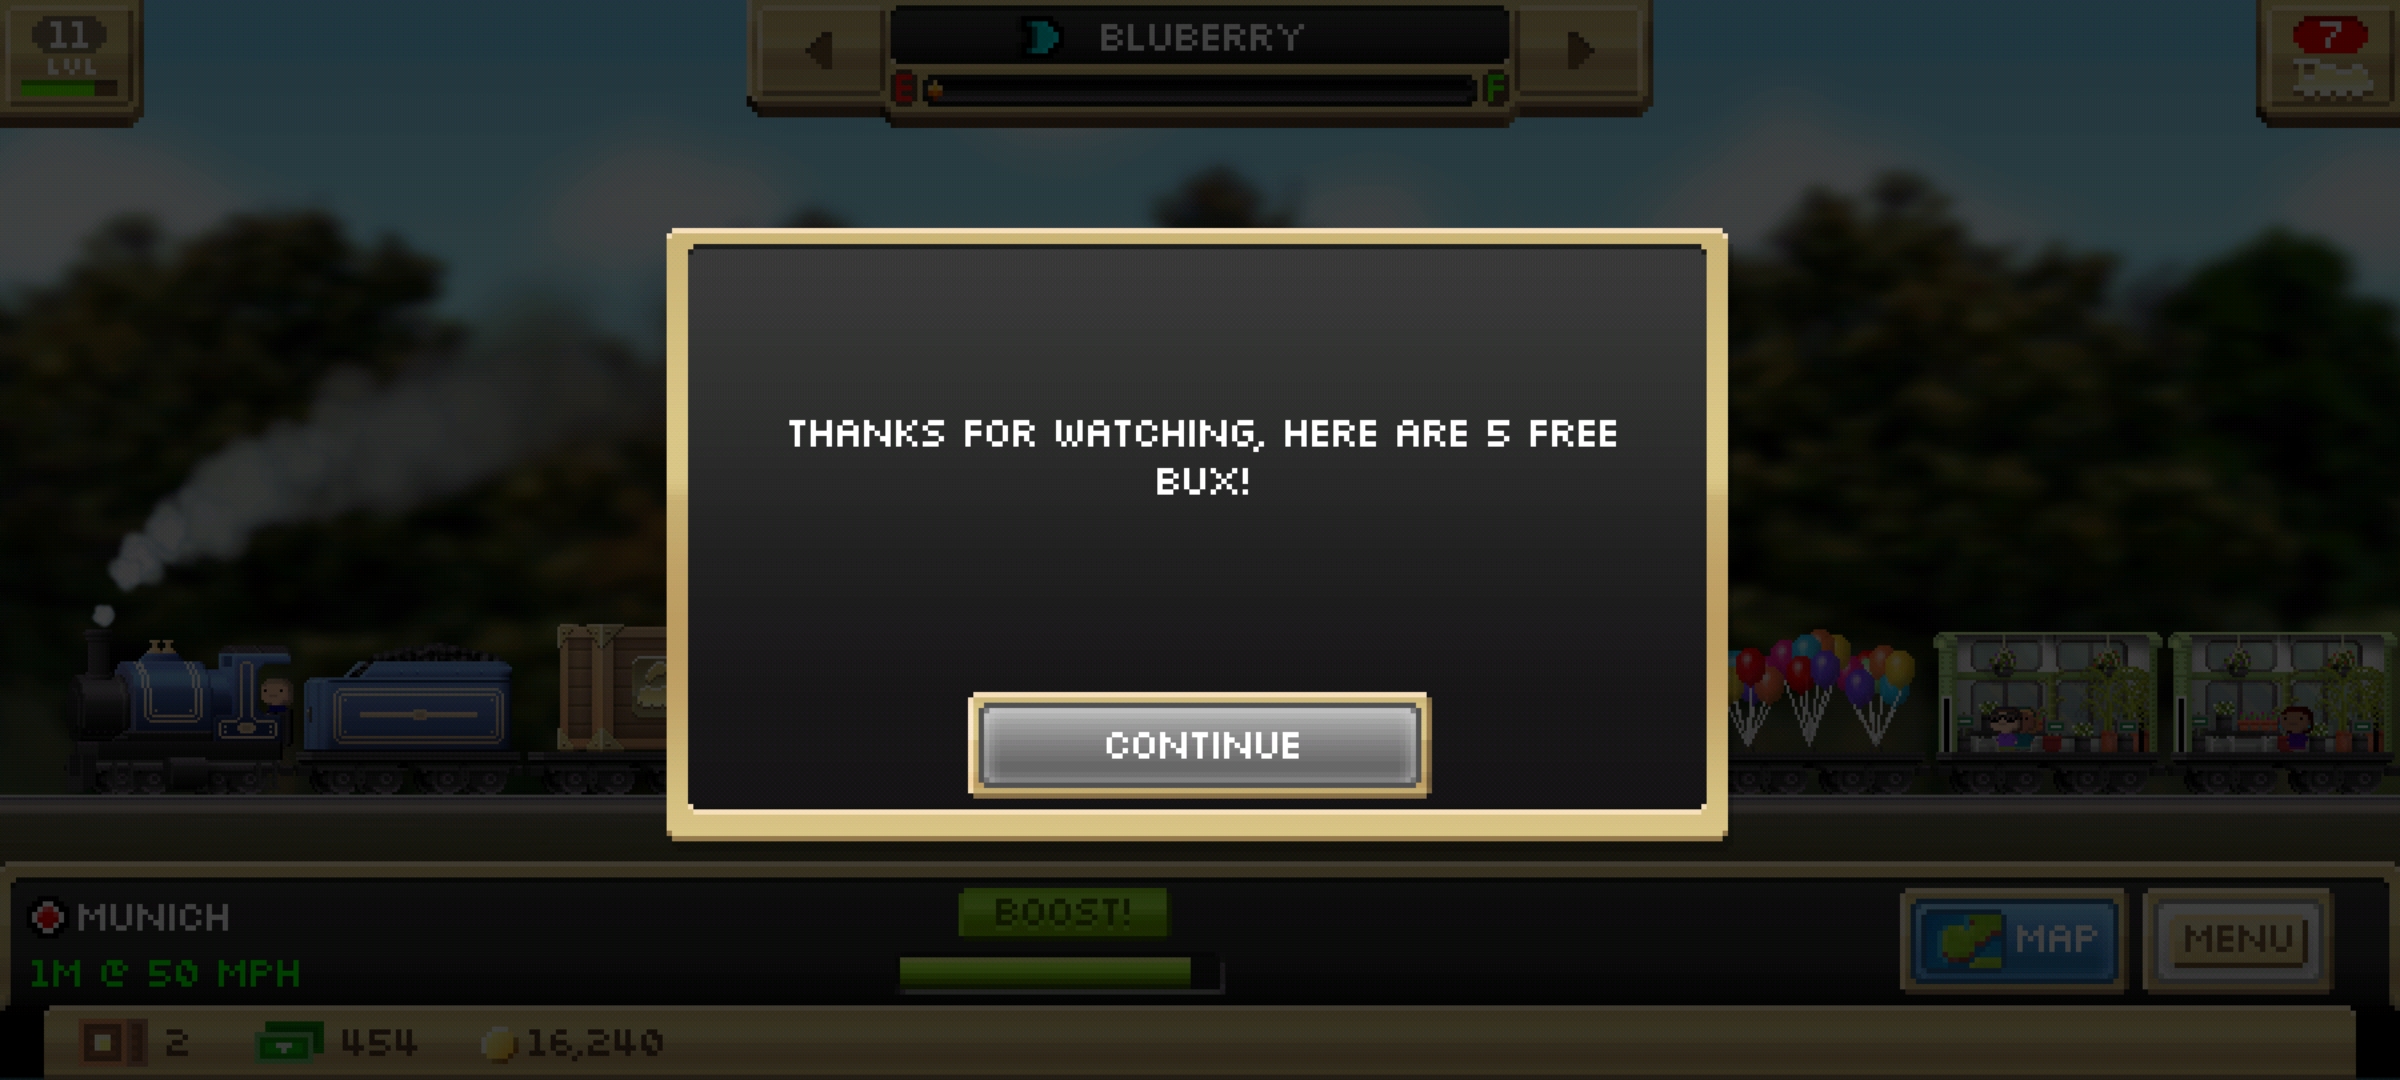 11
LVL
BLUBERRY
E
F
7
THANKS FOR WATCHING, HERE ARE 5 FREE
BUX!
CONTINUE
MUNICH
1M @ 50 MPH
BOOST!
MAP
MENU
2
454
16,240